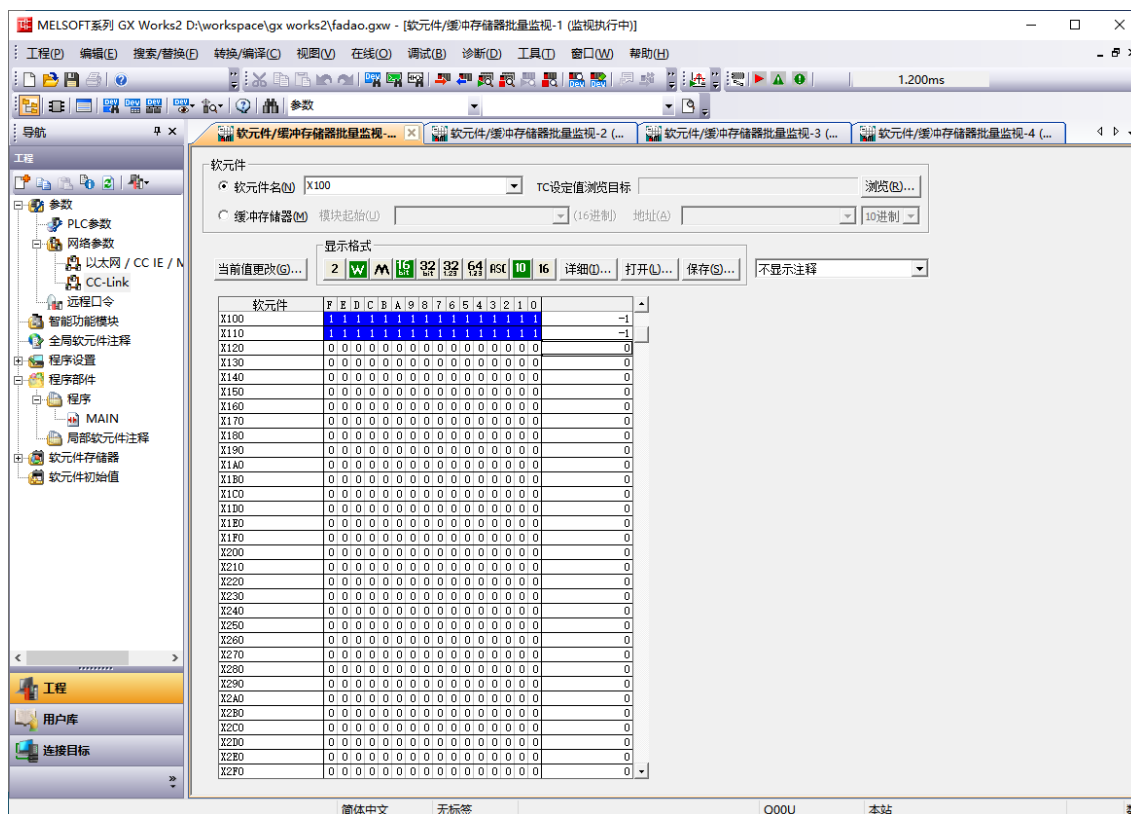 MELSOFT系列 GX Works2 D:\workspace\gx works2\fadao.gxw - [软元件/缓冲存储器批量监视-1 (监视执行中)]
工程(P) 编辑(E) 搜索/替换(F) 转换/编译(C) 视图(V) 在线(O) 调试(B) 诊断(D) 工具(T) 窗口(W) 帮助(H)
1.200ms
参数
导航
软元件/缓冲存储器批量监视-...
软元件/缓冲存储器批量监视-2 (...
软元件/缓冲存储器批量监视-3 (...
软元件/缓冲存储器批量监视-4 (...
工程
参数
PLC参数
网络参数
以太网 / CC IE / N
CC-Link
远程口令
智能功能模块
全局软元件注释
程序设置
程序部件
程序
MAIN
局部软元件注释
软元件存储器
软元件初始值
工程
用户库
连接目标
软元件
软元件名(N) X100 TC设定值浏览目标 浏览(R)...
缓冲存储器(M) 模块起始(U) (16进制) 地址(A) 10进制
显示格式
当前值更改(G)... 2 W M 16 bit 32 bit 32 1.23 64 1.23 ASC 10 16 详细(I)... 打开(L)... 保存(S)... 不显示注释
软元件 F E D C B A 9 8 7 6 5 4 3 2 1 0
X100 1 1 1 1 1 1 1 1 1 1 1 1 1 1 1 1 -1
X110 1 1 1 1 1 1 1 1 1 1 1 1 1 1 1 1 -1
X120 0 0 0 0 0 0 0 0 0 0 0 0 0 0 0 0 0
X130 0 0 0 0 0 0 0 0 0 0 0 0 0 0 0 0 0
X140 0 0 0 0 0 0 0 0 0 0 0 0 0 0 0 0 0
X150 0 0 0 0 0 0 0 0 0 0 0 0 0 0 0 0 0
X160 0 0 0 0 0 0 0 0 0 0 0 0 0 0 0 0 0
X170 0 0 0 0 0 0 0 0 0 0 0 0 0 0 0 0 0
X180 0 0 0 0 0 0 0 0 0 0 0 0 0 0 0 0 0
X190 0 0 0 0 0 0 0 0 0 0 0 0 0 0 0 0 0
X1A0 0 0 0 0 0 0 0 0 0 0 0 0 0 0 0 0 0
X1B0 0 0 0 0 0 0 0 0 0 0 0 0 0 0 0 0 0
X1C0 0 0 0 0 0 0 0 0 0 0 0 0 0 0 0 0 0
X1D0 0 0 0 0 0 0 0 0 0 0 0 0 0 0 0 0 0
X1E0 0 0 0 0 0 0 0 0 0 0 0 0 0 0 0 0 0
X1F0 0 0 0 0 0 0 0 0 0 0 0 0 0 0 0 0 0
X200 0 0 0 0 0 0 0 0 0 0 0 0 0 0 0 0 0
X210 0 0 0 0 0 0 0 0 0 0 0 0 0 0 0 0 0
X220 0 0 0 0 0 0 0 0 0 0 0 0 0 0 0 0 0
X230 0 0 0 0 0 0 0 0 0 0 0 0 0 0 0 0 0
X240 0 0 0 0 0 0 0 0 0 0 0 0 0 0 0 0 0
X250 0 0 0 0 0 0 0 0 0 0 0 0 0 0 0 0 0
X260 0 0 0 0 0 0 0 0 0 0 0 0 0 0 0 0 0
X270 0 0 0 0 0 0 0 0 0 0 0 0 0 0 0 0 0
X280 0 0 0 0 0 0 0 0 0 0 0 0 0 0 0 0 0
X290 0 0 0 0 0 0 0 0 0 0 0 0 0 0 0 0 0
X2A0 0 0 0 0 0 0 0 0 0 0 0 0 0 0 0 0 0
X2B0 0 0 0 0 0 0 0 0 0 0 0 0 0 0 0 0 0
X2C0 0 0 0 0 0 0 0 0 0 0 0 0 0 0 0 0 0
X2D0 0 0 0 0 0 0 0 0 0 0 0 0 0 0 0 0 0
X2E0 0 0 0 0 0 0 0 0 0 0 0 0 0 0 0 0 0
X2F0 0 0 0 0 0 0 0 0 0 0 0 0 0 0 0 0 0
简体中文 无标签 Q00U 本站